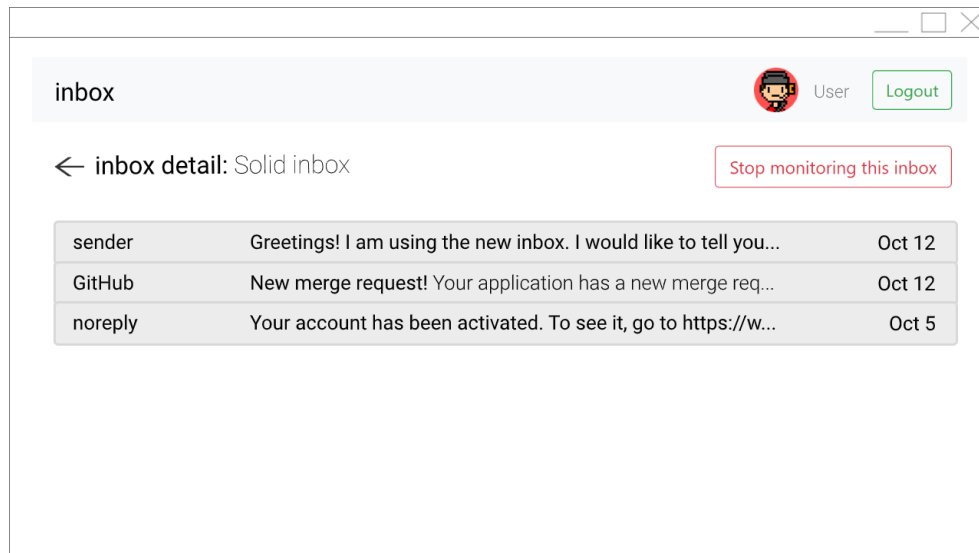 inbox
User
Logout
inbox detail: Solid inbox
Stop monitoring this inbox
sender Greetings! I am using the new inbox. I would like to tell you... Oct 12
GitHub New merge request! Your application has a new merge req... Oct 12
noreply Your account has been activated. To see it, go to https://w... Oct 5